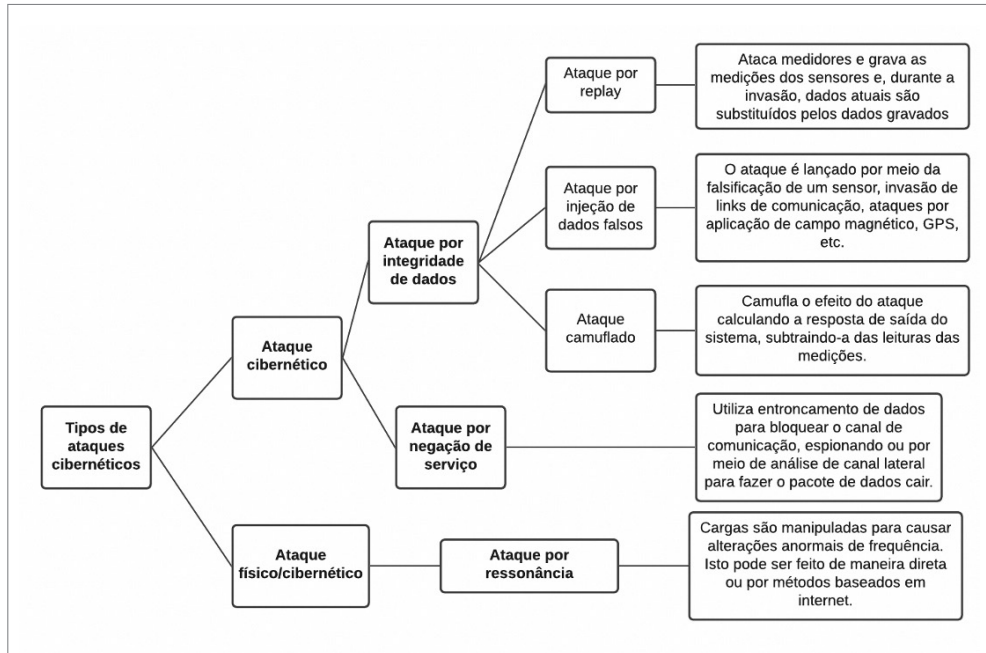 Ataque por
replay
Ataca medidores e grava as
medições dos sensores e, durante a
invasão, dados atuais são
substituídos pelos dados gravados
Ataque por
injeção de
dados falsos
O ataque é lançado por meio da
falsificação de um sensor, invasão de
links de comunicação, ataques por
aplicação de campo magnético, GPS,
etc.
Ataque por
integridade
de dados
Ataque
camuflado
Camufla o efeito do ataque
calculando a resposta de saída do
sistema, subtraindo-a das leituras das
medições.
Ataque
cibernético
Tipos de
ataques
cibernéticos
Ataque por
negação de
serviço
Utiliza entroncamento de dados
para bloquear o canal de
comunicação, espionando ou por
meio de análise de canal lateral
para fazer o pacote de dados cair.
Ataque
físico/cibernético
Ataque por
ressonância
Cargas são manipuladas para causar
alterações anormais de frequência.
Isto pode ser feito de maneira direta
ou por métodos baseados em
internet.